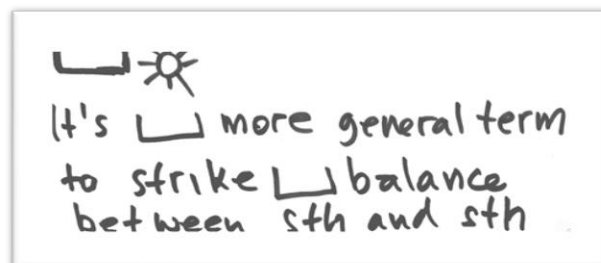 It's ⎵ more general term
to strike ⎵ balance
between sth and sth